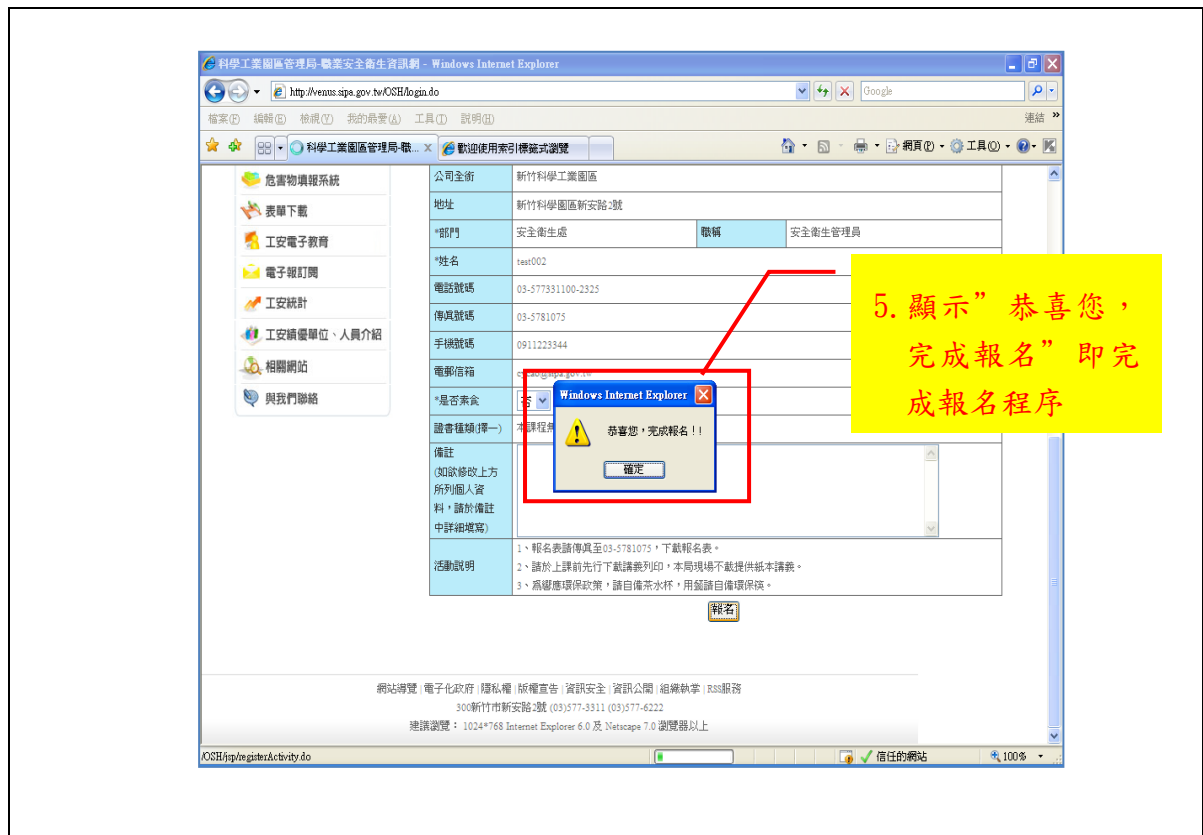 科學工業園區管理局-職業安全衛生資訊網 - Windows Internet Explorer
http://venus.sipa.gov.tw/OSH/login.do
Google
檔案(F) 編輯(E) 檢視(V) 我的最愛(A) 工具(T) 說明(H)
連結 »
科學工業園區管理局-職... 歡迎使用索引標籤式瀏覽
網頁(P) 工具(O)
危害物填報系統
表單下載
工安電子教育
電子報訂閱
工安統計
工安績優單位、人員介紹
相關網站
與我們聯絡
公司全銜 新竹科學工業園區
地址 新竹科學園區新安路2號
*部門 安全衛生處 職稱 安全衛生管理員
*姓名 test002
電話號碼 03-577331100-2325
傳真號碼 03-5781075
手機號碼 0911223344
電郵信箱
*是否素食 否
證書種類(擇一) 本課程無
備註
(如欲修改上方
所列個人資
料,請於備註
中詳細填寫)
Windows Internet Explorer
恭喜您,完成報名!!
確定
活動說明
1、報名表請傳真至03-5781075,下載報名表。
2、請於上課前先行下載講義列印,本局現場不載提供紙本講義。
3、為響應環保政策,請自備茶水杯,用餐請自備環保筷。
報名
5.顯示”恭喜您,
完成報名”即完
成報名程序
網站導覽 | 電子化政府 | 隱私權 | 版權宣告 | 資訊安全 | 資訊公開 | 組織執掌 | RSS服務
300新竹市新安路2號 (03)577-3311 (03)577-6222
建議瀏覽: 1024*768 Internet Explorer 6.0 及 Netscape 7.0 瀏覽器以上
/OSH/jsp/registerActivity.do
信任的網站
100%